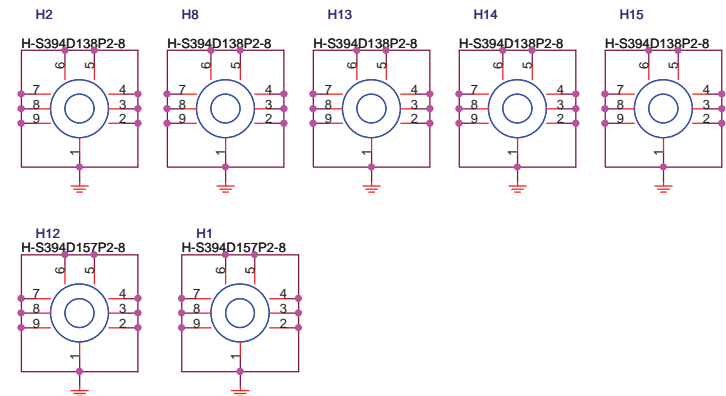 H2 H8 H13 H14 H15
H-S394D138P2-8 H-S394D138P2-8 H-S394D138P2-8 H-S394D138P2-8 H-S394D138P2-8
6 5 6 5 6 5 6 5 6 5
7 4 7 4 7 4 7 4 7 4
8 3 8 3 8 3 8 3 8 3
9 2 9 2 9 2 9 2 9 2
1 1 1 1 1
H12 H1
H-S394D157P2-8 H-S394D157P2-8
6 5 6 5
7 4 7 4
8 3 8 3
9 2 9 2
1 1